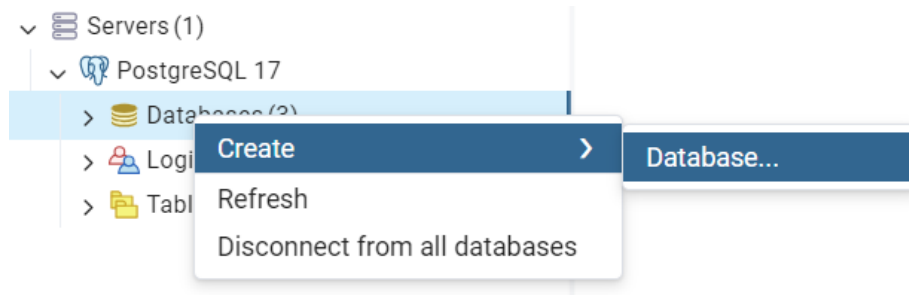 Servers (1)
PostgreSQL 17
Databases (3)
Create
Database...
Logi
Refresh
Tabl
Disconnect from all databases